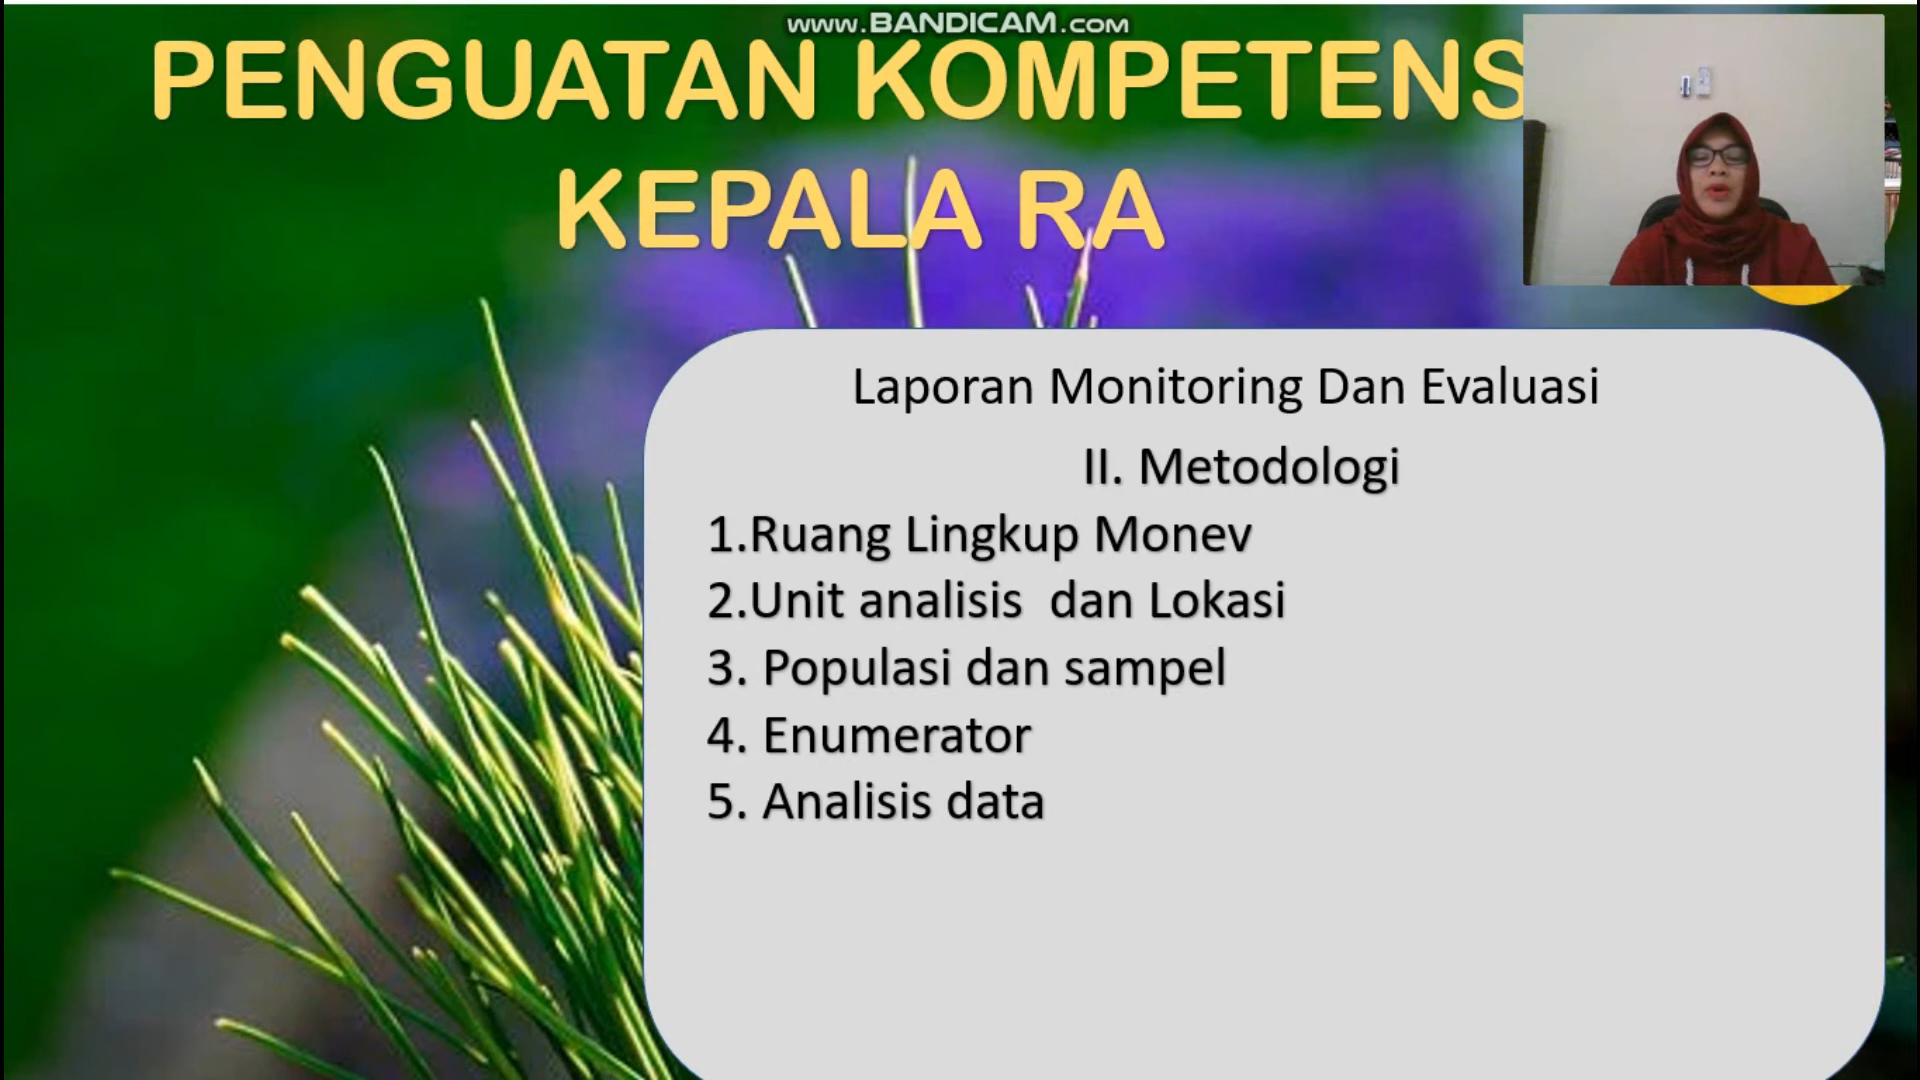 www.BANDICAM.com
PENGUATAN KOMPETENS
KEPALA RA
Laporan Monitoring Dan Evaluasi
II. Metodologi
1.Ruang Lingkup Monev
2.Unit analisis  dan Lokasi
3. Populasi dan sampel
4. Enumerator
5. Analisis data